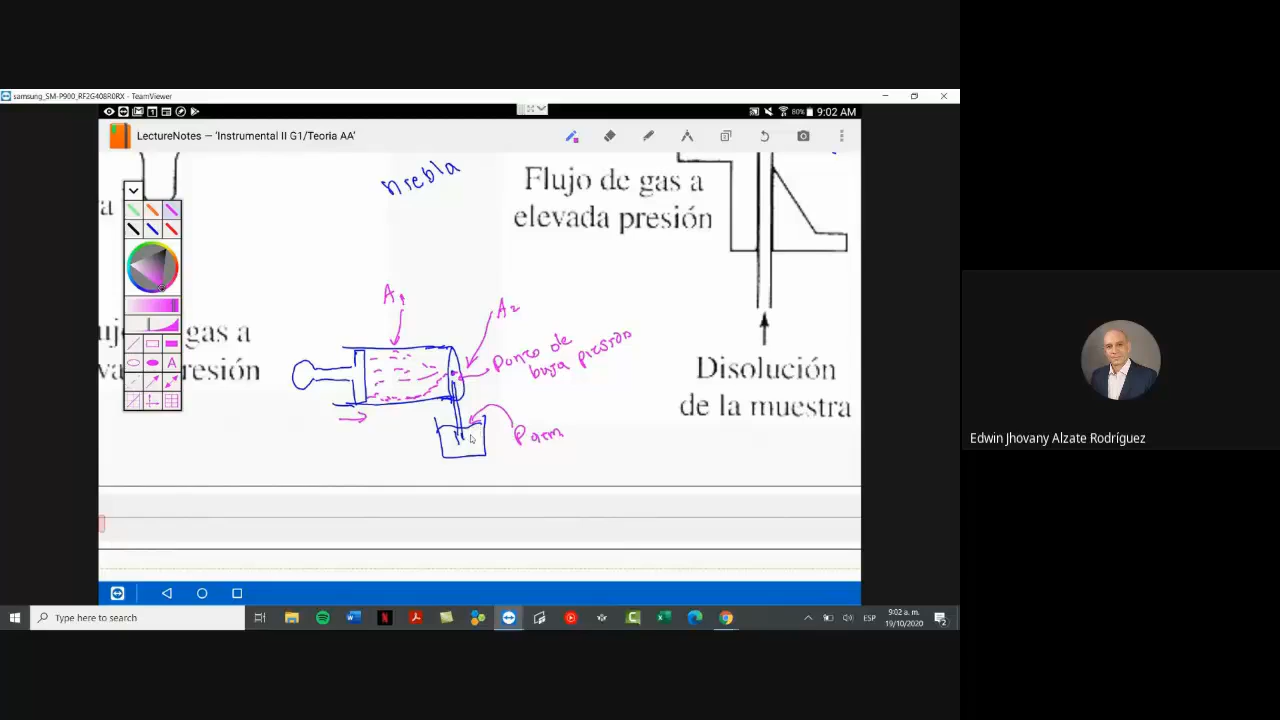 samsung_SM-P900_RF2G408R0RX - TeamViewer
80% 9:02 AM
LectureNotes — ‘Instrumental II G1/Teoria AA’
niebla
a
Flujo de gas a
elevada presión
A1
A2
Punto de
baja presión
gas a
resión
Patm
Disolución
de la muestra
Edwin Jhovany Alzate Rodríguez
Type here to search
ESP
9:02 a. m.
19/10/2020
2